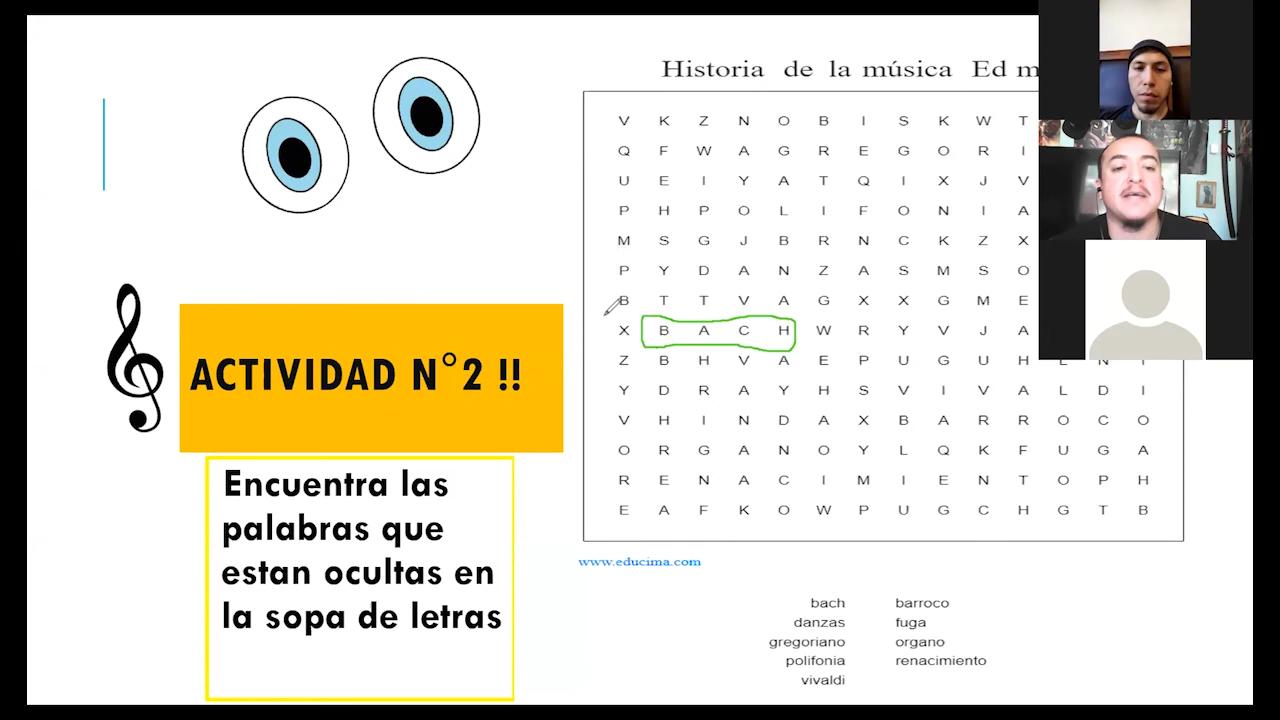 Historia de la música Ed m
V K Z N O B I S K W T
Q F W A G R E G O R I
U E I Y A T Q I X J V
P H P O L I F O N I A
M S G J B R N C K Z X
P Y D A N Z A S M S O
B T T V A G X X G M E
X B A C H W R Y V J A
Z B H V A E P U G U H E N I
Y D R A Y H S V I V A L D I
V H I N D A X B A R R O C O
O R G A N O Y L Q K F U G A
R E N A C I M I E N T O P H
E A F K O W P U G C H G T B
ACTIVIDAD N°2 !!
Encuentra las
palabras que
estan ocultas en
la sopa de letras
www.educima.com
bach barroco
danzas fuga
gregoriano organo
polifonia renacimiento
vivaldi